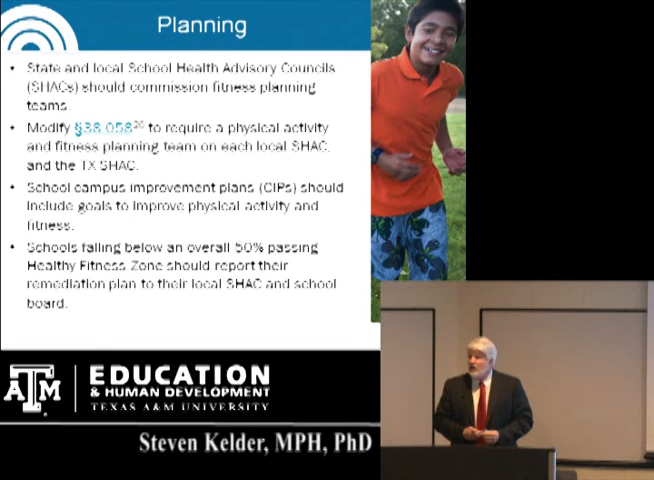 Planning
• State and local School Health Advisory Councils
(SHACs) should commission fitness planning
teams.
• Modify §38.058²⁶ to require a physical activity
and fitness planning team on each local SHAC,
and the TX SHAC.
• School campus improvement plans (CIPs) should
include goals to improve physical activity and
fitness.
• Schools falling below an overall 50% passing
Healthy Fitness Zone should report their
remediation plan to their local SHAC and school
board.
ATM
EDUCATION
& HUMAN DEVELOPMENT
TEXAS A&M UNIVERSITY
Steven Kelder, MPH, PhD